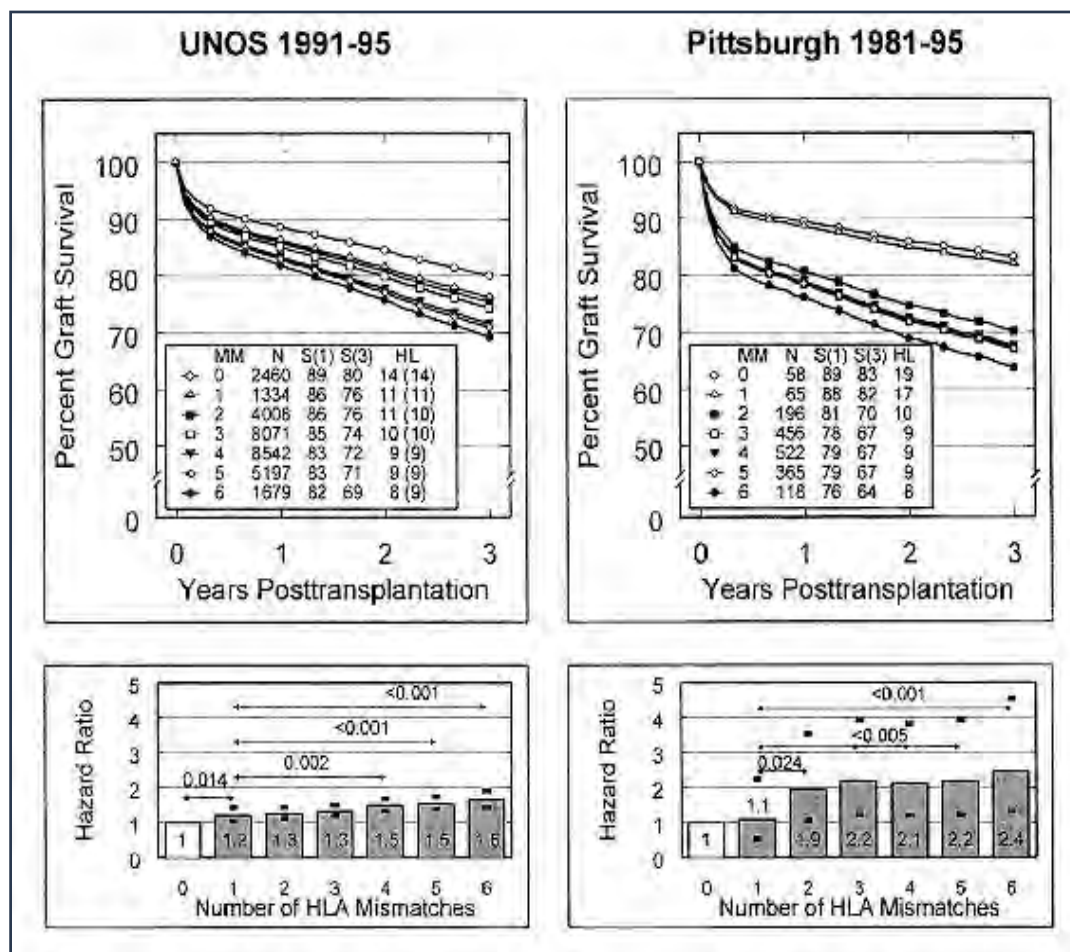 UNOS 1991-95
Percent Graft Survival
100
90
80
70
60
50
0
MM N S(1) S(3) HL
0 2460 89 80 14 (14)
1 1334 86 76 11 (11)
2 4008 86 76 11 (10)
3 8071 85 74 10 (10)
4 8542 83 72 9 (9)
5 5197 83 71 9 (9)
6 1679 82 69 8 (9)
0 1 2 3
Years Posttransplantation
Pittsburgh 1981-95
Percent Graft Survival
100
90
80
70
60
50
0
MM N S(1) S(3) HL
0 58 89 83 19
1 65 88 82 17
2 196 81 70 10
3 456 78 67 9
4 522 79 67 9
5 365 79 67 9
6 118 76 64 6
0 1 2 3
Years Posttransplantation
Hazard Ratio
5
4
3
2
1
0
<0.001
<0.001
0.002
0.014
1 1.2 1.3 1.3 1.5 1.5 1.6
0 1 2 3 4 5 6
Number of HLA Mismatches
Hazard Ratio
5
4
3
2
1
0
<0.001
<0.005
0.024
1.1
1 1.9 2.2 2.1 2.2 2.4
0 1 2 3 4 5 6
Number of HLA Mismatches